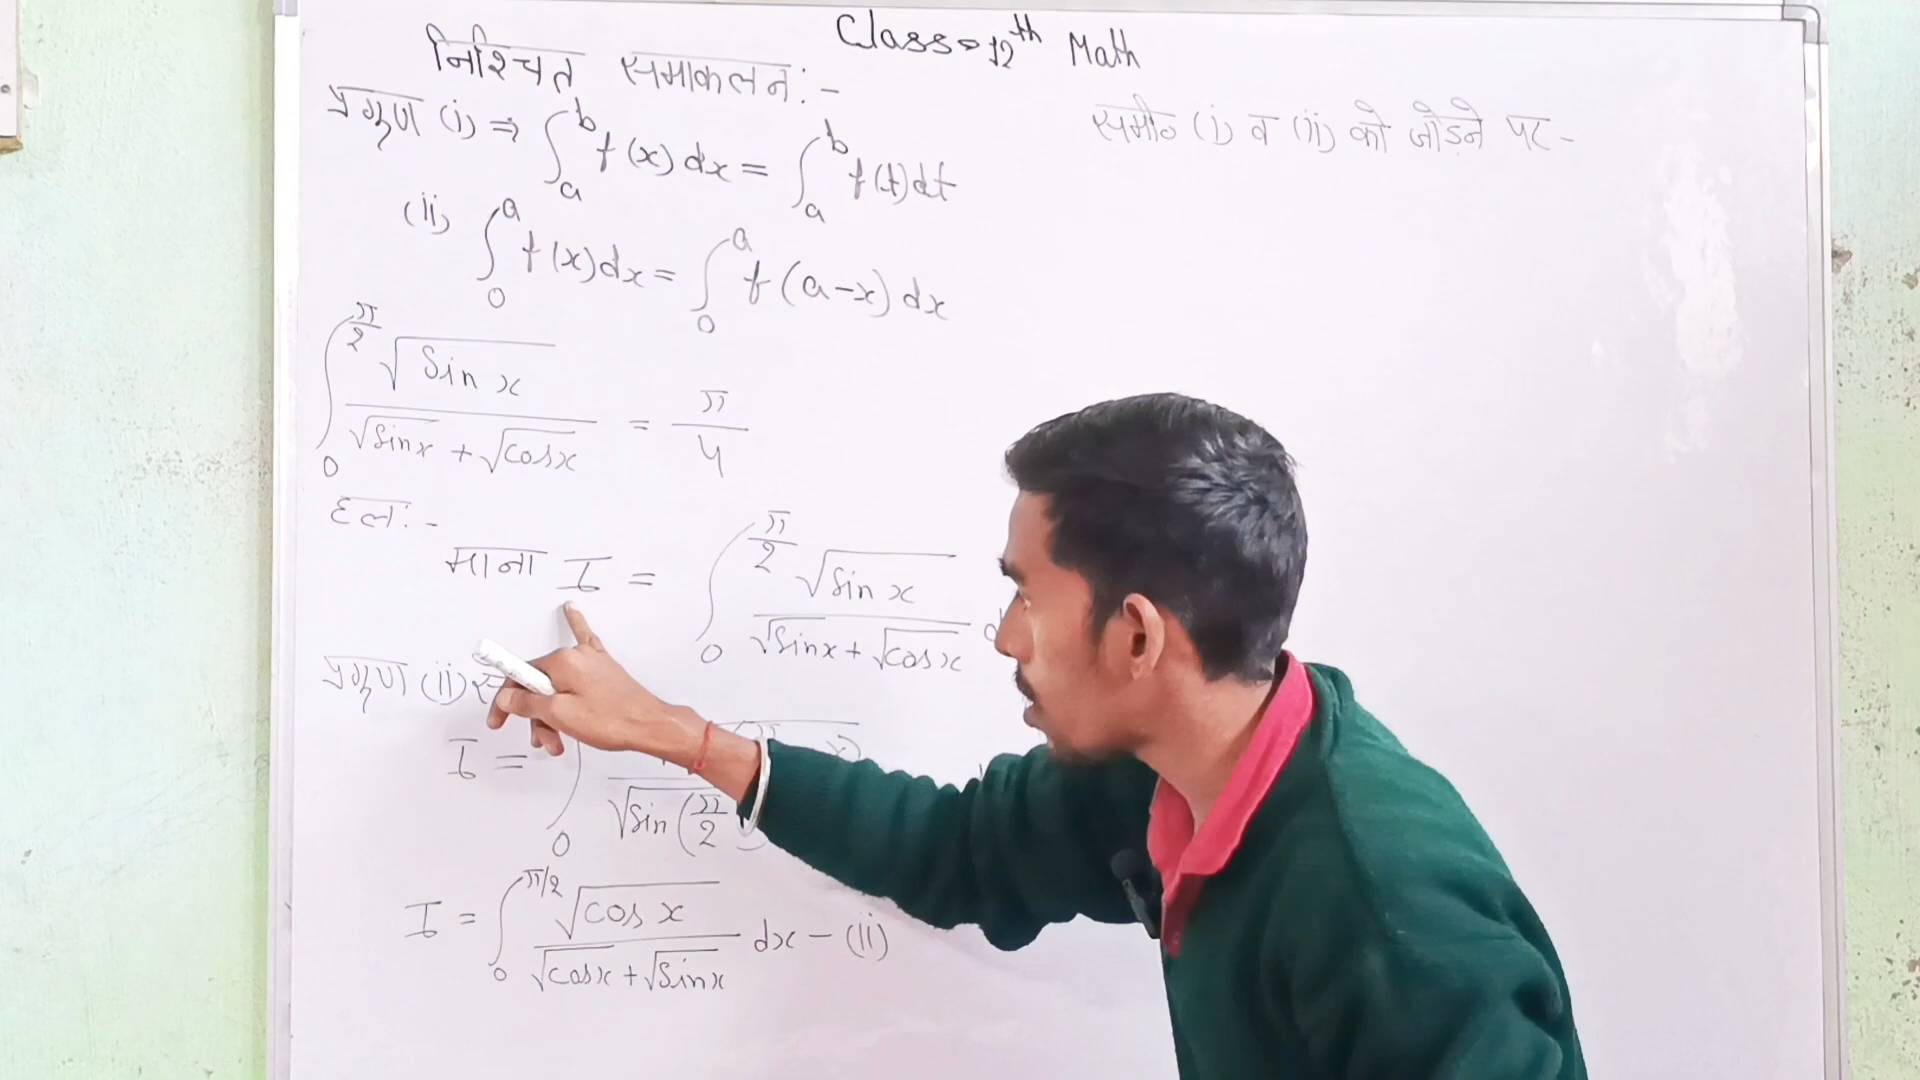 Class = 12th Math
निश्चित समाकलन:-
प्रगुण (i) ⇒ ∫_a^b f(x) dx = ∫_a^b f(t) dt
(ii) ∫_0^a f(x) dx = ∫_0^a f(a-x) dx
∫_0^{π/2} √(Sin x) / (√(Sin x) + √(Cos x)) = π/4
हल:-
माना I = ∫_0^{π/2} √(Sin x) / (√(Sin x) + √(Cos x))
प्रगुण (ii)
I = ∫_0 √(Sin (π/2
I = ∫_0^{π/2} √(Cos x) / (√(Cos x) + √(Sin x)) dx - (ii)
समी० (i) व (ii) को जोड़ने पर -